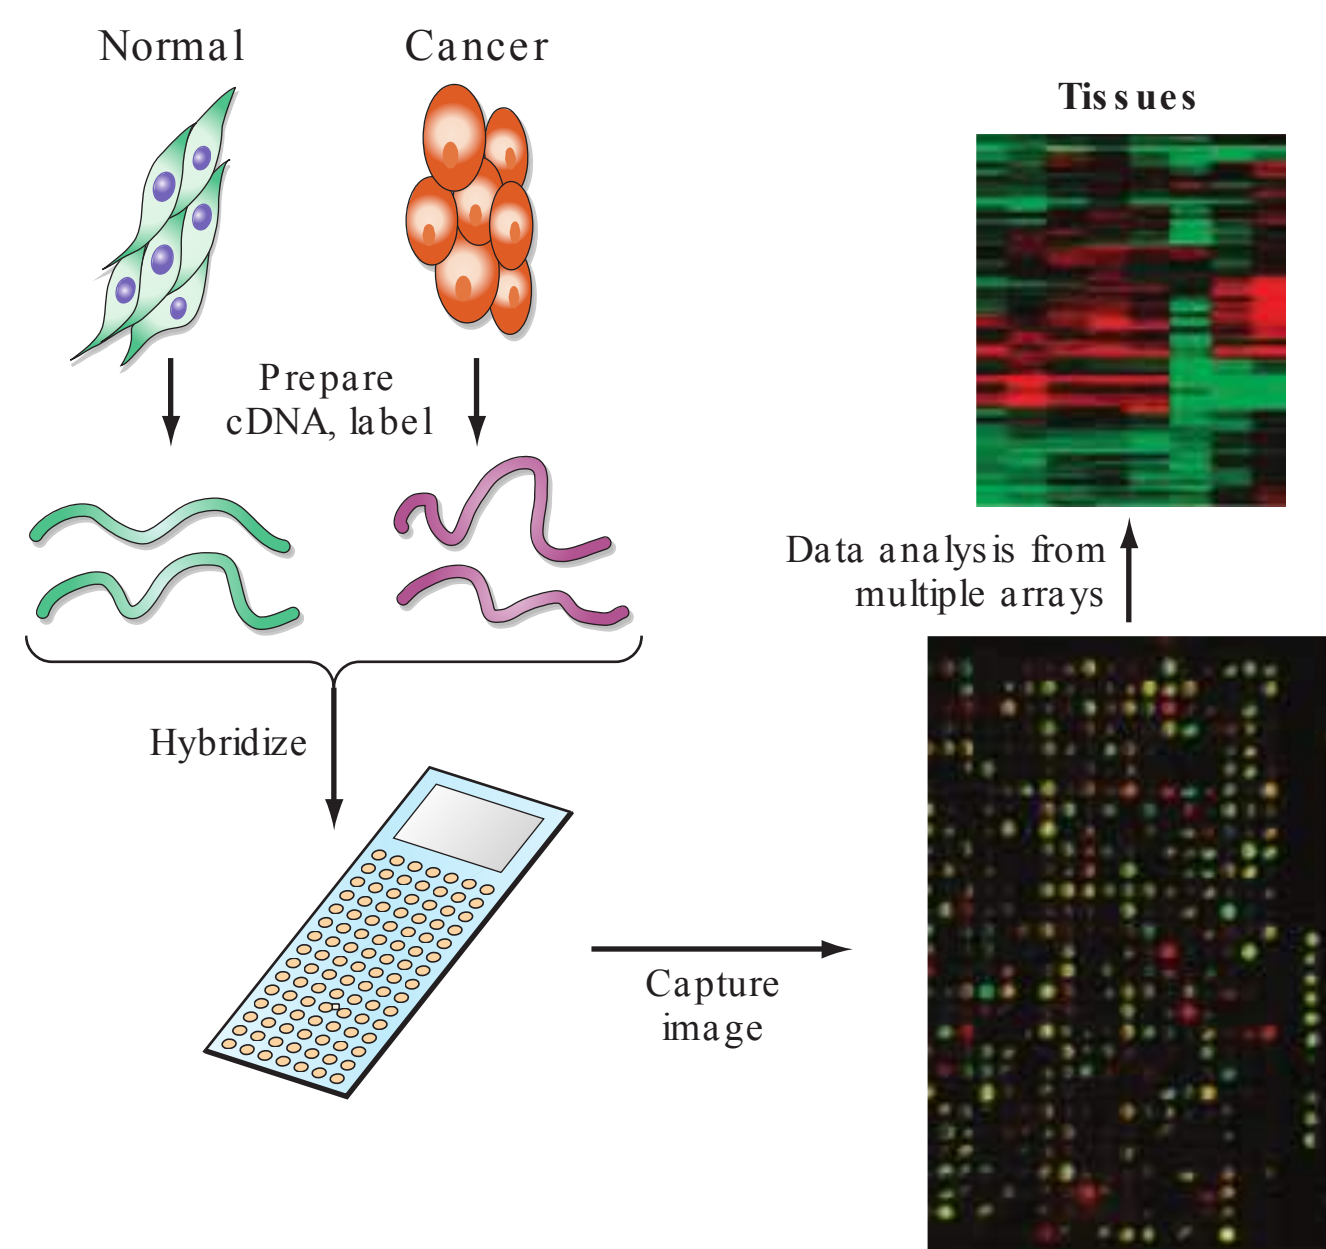 Normal
Cancer
Prepare
cDNA, label
Hybridize
Capture
image
Data analysis from
multiple arrays
Tissues